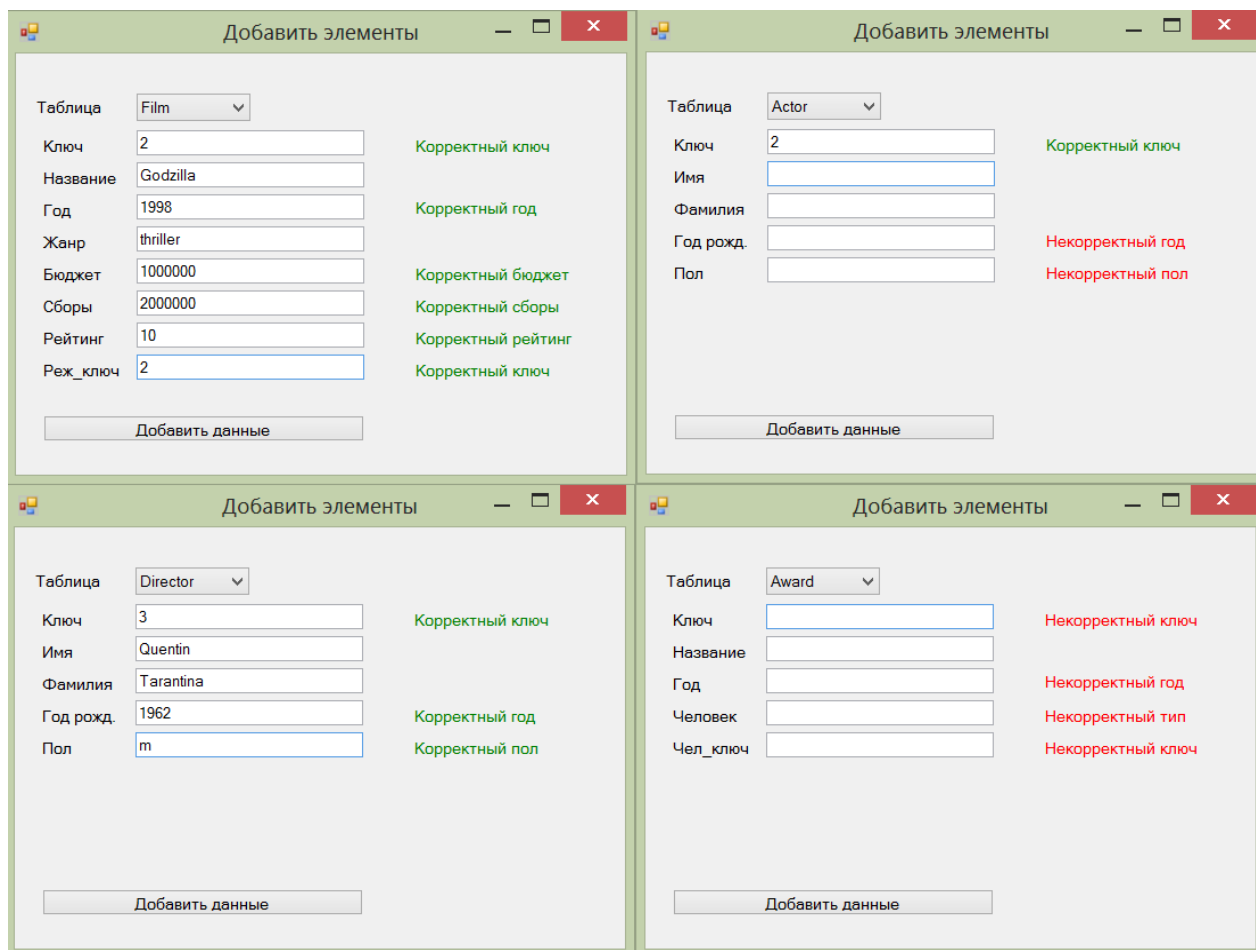 Добавить элементы
Таблица Film
Ключ 2 Корректный ключ
Название Godzilla
Год 1998 Корректный год
Жанр thriller
Бюджет 1000000 Корректный бюджет
Сборы 2000000 Корректный сборы
Рейтинг 10 Корректный рейтинг
Реж_ключ 2 Корректный ключ
Добавить данные
Добавить элементы
Таблица Actor
Ключ 2 Корректный ключ
Имя
Фамилия
Год рожд. Некорректный год
Пол Некорректный пол
Добавить данные
Добавить элементы
Таблица Director
Ключ 3 Корректный ключ
Имя Quentin
Фамилия Tarantina
Год рожд. 1962 Корректный год
Пол m Корректный пол
Добавить данные
Добавить элементы
Таблица Award
Ключ Некорректный ключ
Название
Год Некорректный год
Человек Некорректный тип
Чел_ключ Некорректный ключ
Добавить данные